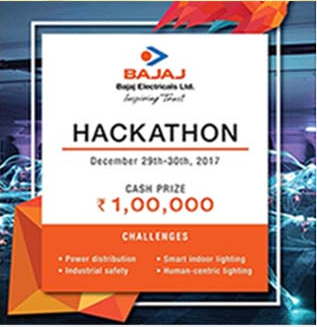 BAJAJ
Bajaj Electricals Ltd.
Inspiring Trust
HACKATHON
December 29th-30th, 2017
CASH PRIZE
₹ 1,00,000
CHALLENGES
• Power distribution
• Smart indoor lighting
• Industrial safety
• Human-centric lighting